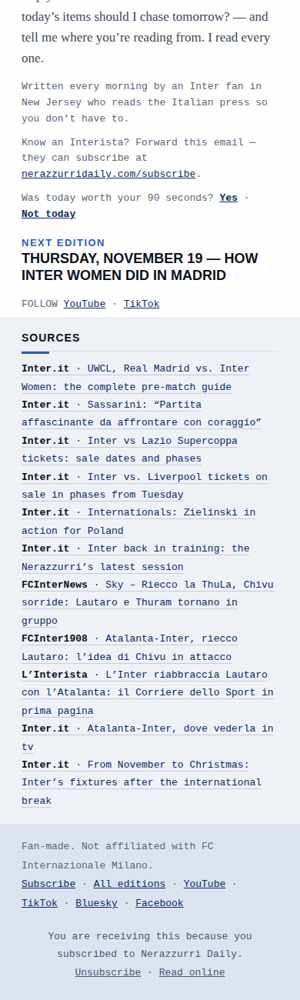 today’s items should I chase tomorrow? — and
tell me where you’re reading from. I read every
one.
Written every morning by an Inter fan in
New Jersey who reads the Italian press so
you don’t have to.
Know an Interista? Forward this email —
they can subscribe at
nerazzurridaily.com/subscribe.
Was today worth your 90 seconds? Yes ·
Not today
NEXT EDITION
THURSDAY, NOVEMBER 19 — HOW
INTER WOMEN DID IN MADRID
FOLLOW YouTube · TikTok
SOURCES
Inter.it · UWCL, Real Madrid vs. Inter
Women: the complete pre-match guide
Inter.it · Sassarini: “Partita
affascinante da affrontare con coraggio”
Inter.it · Inter vs Lazio Supercoppa
tickets: sale dates and phases
Inter.it · Inter vs. Liverpool tickets on
sale in phases from Tuesday
Inter.it · Internationals: Zielinski in
action for Poland
Inter.it · Inter back in training: the
Nerazzurri’s latest session
FCInterNews · Sky – Riecco la ThuLa, Chivu
sorride: Lautaro e Thuram tornano in
gruppo
FCInter1908 · Atalanta-Inter, riecco
Lautaro: l’idea di Chivu in attacco
L’Interista · L’Inter riabbraccia Lautaro
con l’Atalanta: il Corriere dello Sport in
prima pagina
Inter.it · Atalanta-Inter, dove vederla in
tv
Inter.it · From November to Christmas:
Inter’s fixtures after the international
break
Fan-made. Not affiliated with FC
Internazionale Milano.
Subscribe · All editions · YouTube ·
TikTok · Bluesky · Facebook
You are receiving this because you
subscribed to Nerazzurri Daily.
Unsubscribe · Read online